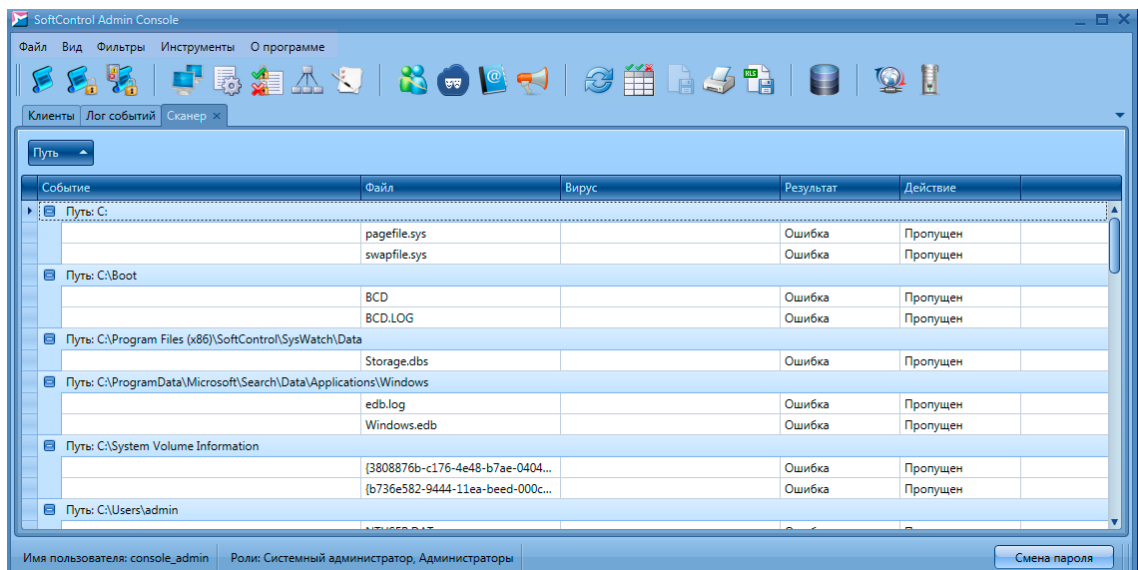 SoftControl Admin Console
Файл Вид Фильтры Инструменты О программе
XLS
Клиенты Лог событий Сканер
Путь
Событие Файл Вирус Результат Действие
Путь: C:
pagefile.sys Ошибка Пропущен
swapfile.sys Ошибка Пропущен
Путь: C:\Boot
BCD Ошибка Пропущен
BCD.LOG Ошибка Пропущен
Путь: C:\Program Files (x86)\SoftControl\SysWatch\Data
Storage.dbs Ошибка Пропущен
Путь: C:\ProgramData\Microsoft\Search\Data\Applications\Windows
edb.log Ошибка Пропущен
Windows.edb Ошибка Пропущен
Путь: C:\System Volume Information
{3808876b-c176-4e48-b7ae-0404... Ошибка Пропущен
{b736e582-9444-11ea-beed-000c... Ошибка Пропущен
Путь: C:\Users\admin
Имя пользователя: console_admin Роли: Системный администратор, Администраторы Смена пароля